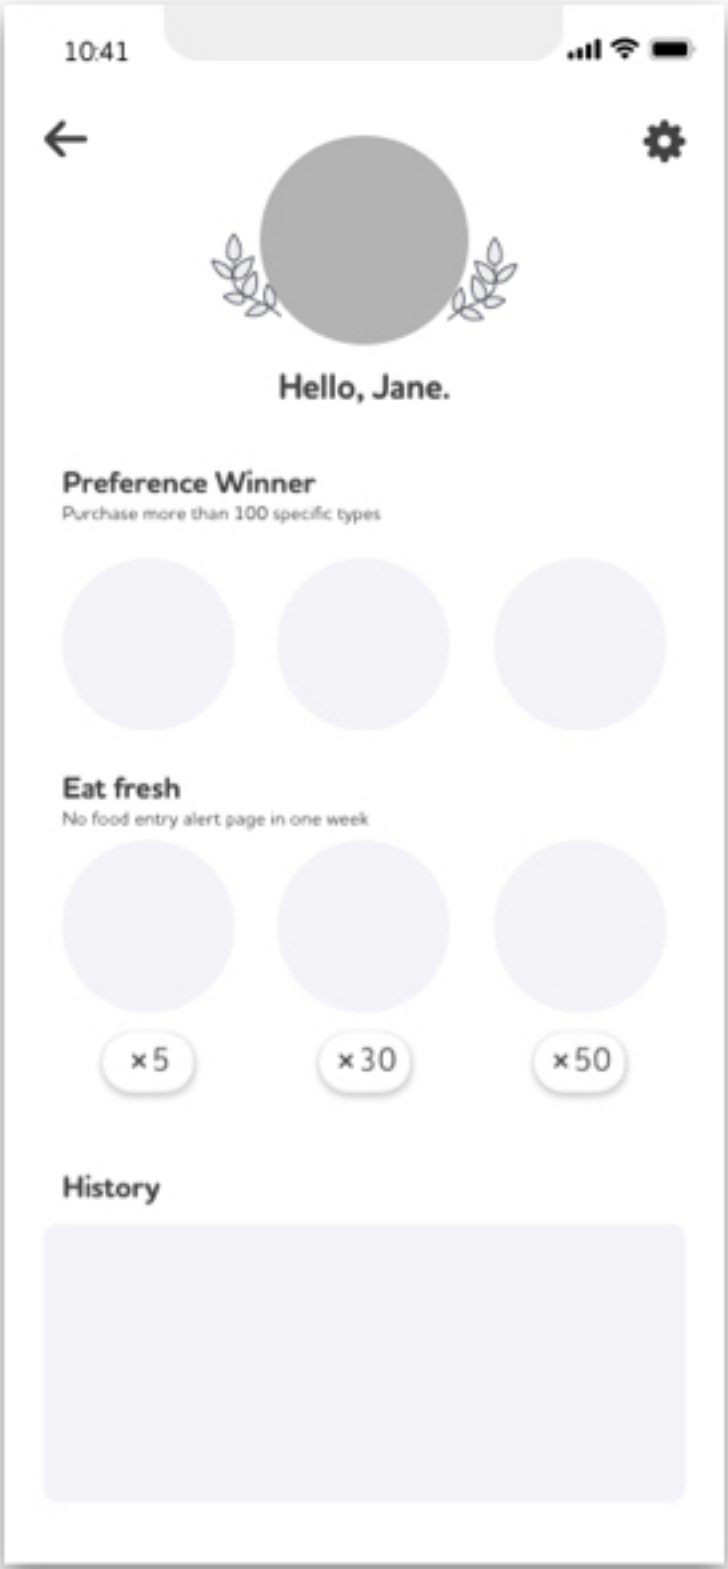 10:41
Hello, Jane.
Preference Winner
Purchase more than 100 specific types
Eat fresh
No food entry alert page in one week
×5
×30
×50
History